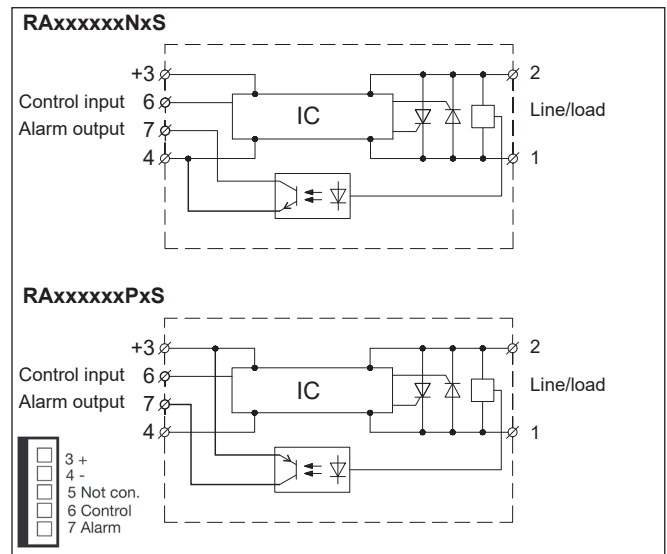 RAxxxxxxNxS
+3
2
Control input 6
IC
Line/load
Alarm output 7
4
1
RAxxxxxxPxS
+3
2
Control input 6
IC
Line/load
Alarm output 7
4
1
3 +
4 -
5 Not con.
6 Control
7 Alarm